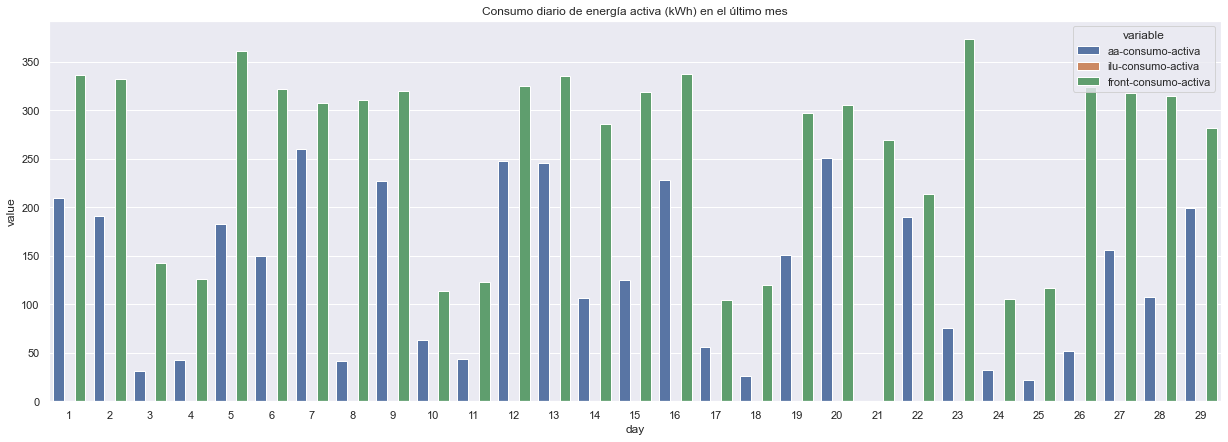 Consumo diario de energía activa (kWh) en el último mes
variable
aa-consumo-activa
ilu-consumo-activa
front-consumo-activa
value
350
300
250
200
150
100
50
0
1 2 3 4 5 6 7 8 9 10 11 12 13 14 15 16 17 18 19 20 21 22 23 24 25 26 27 28 29
day